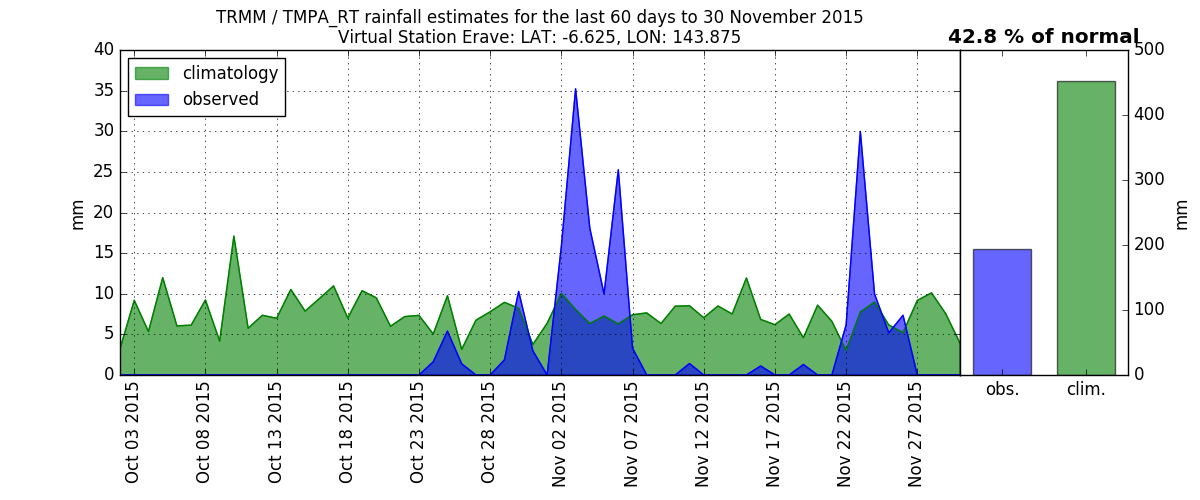 TRMM / TMPA_RT rainfall estimates for the last 60 days to 30 November 2015
Virtual Station Erave: LAT: -6.625, LON: 143.875
42.8 % of normal
climatology
observed
mm
40
35
30
25
20
15
10
5
0
Oct 03 2015
Oct 08 2015
Oct 13 2015
Oct 18 2015
Oct 23 2015
Oct 28 2015
Nov 02 2015
Nov 07 2015
Nov 12 2015
Nov 17 2015
Nov 22 2015
Nov 27 2015
500
400
300
200
100
0
mm
obs.
clim.